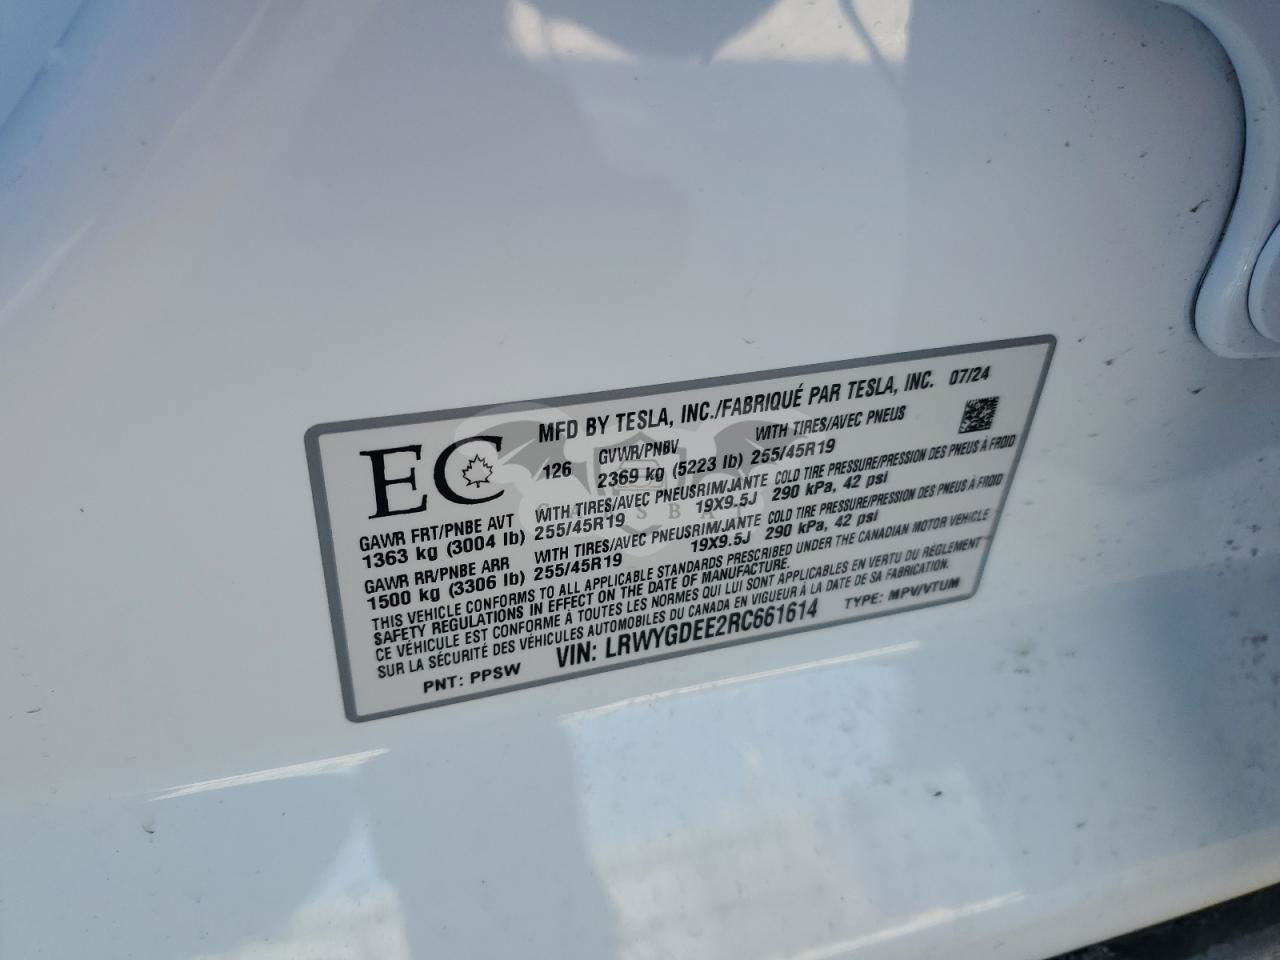 MFD BY TESLA, INC./FABRIQUÉ PAR TESLA, INC. 07/24
EC
126
GVWR/PNBV
2369 kg (5223 lb)
WITH TIRES/AVEC PNEUS
255/45R19
GAWR FRT/PNBE AVT WITH TIRES/AVEC PNEUS RIM/JANTE COLD TIRE PRESSURE/PRESSION DES PNEUS À FROID
1363 kg (3004 lb) 255/45R19 19X9.5J 290 kPa, 42 psi
GAWR RR/PNBE ARR WITH TIRES/AVEC PNEUS RIM/JANTE COLD TIRE PRESSURE/PRESSION DES PNEUS À FROID
1500 kg (3306 lb) 255/45R19 19X9.5J 290 kPa, 42 psi
THIS VEHICLE CONFORMS TO ALL APPLICABLE STANDARDS PRESCRIBED UNDER THE CANADIAN MOTOR VEHICLE
SAFETY REGULATIONS IN EFFECT ON THE DATE OF MANUFACTURE.
CE VÉHICULE EST CONFORME À TOUTES LES NORMES QUI LUI SONT APPLICABLES EN VERTU DU RÈGLEMENT
SUR LA SÉCURITÉ DES VÉHICULES AUTOMOBILES DU CANADA EN VIGUEUR À LA DATE DE SA FABRICATION.
PNT: PPSW VIN: LRWYGDEE2RC661614 TYPE: MPV/VTUM